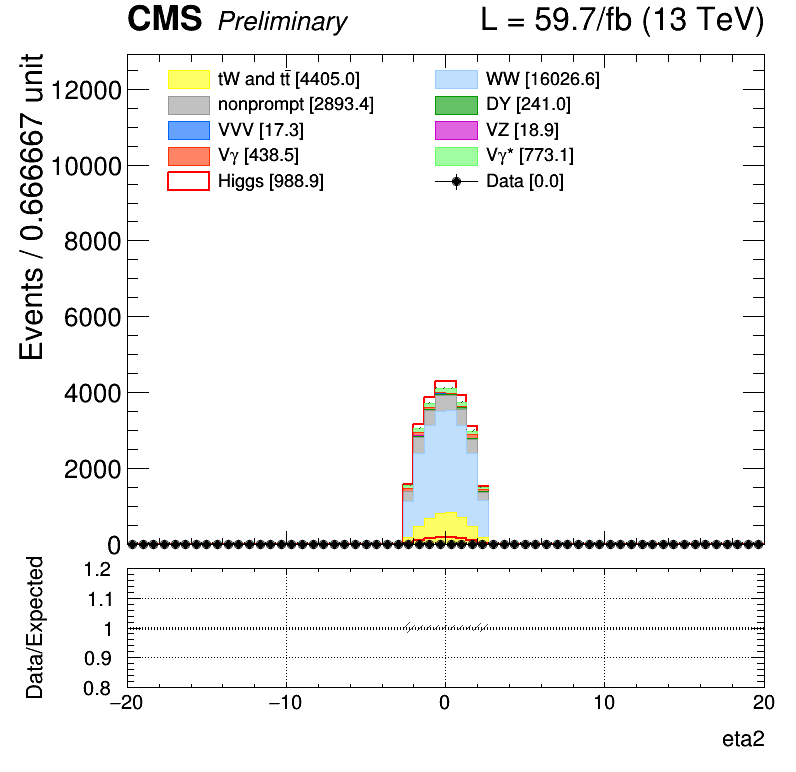 CMS Preliminary L = 59.7/fb (13 TeV)
Events / 0.666667 unit
12000
10000
8000
6000
4000
2000
0
tW and tt̄ [4405.0] WW [16026.6]
nonprompt [2893.4] DY [241.0]
VVV [17.3] VZ [18.9]
Vγ [438.5] Vγ* [773.1]
Higgs [988.9] Data [0.0]
Data/Expected
1.2
1.1
1
0.9
0.8
−20 −10 0 10 20
eta2